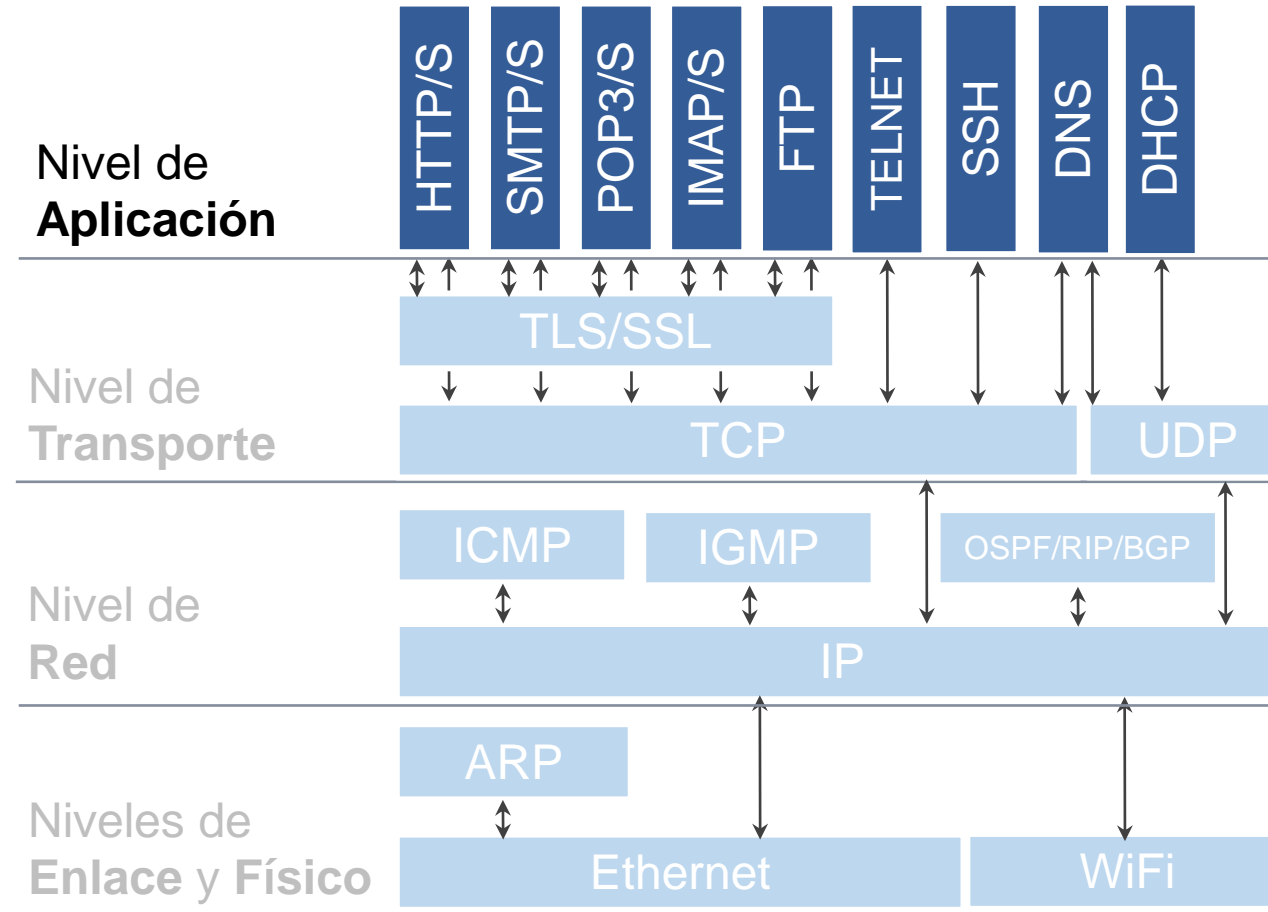 HTTP/S
SMTP/S
POP3/S
IMAP/S
FTP
TELNET
SSH
DNS
DHCP
Nivel de
Aplicación
TLS/SSL
Nivel de
Transporte
TCP
UDP
ICMP
IGMP
OSPF/RIP/BGP
Nivel de
Red
IP
ARP
Niveles de
Enlace y Físico
Ethernet
WiFi